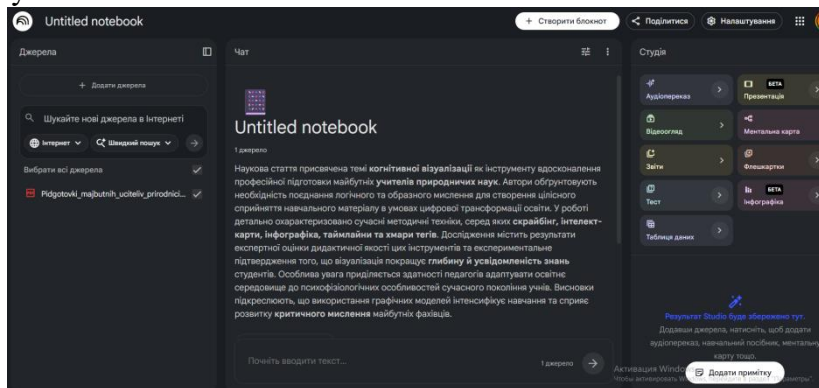 Untitled notebook
+ Створити блокнот
Поділитися
Налаштування
Джерела
+ Додати джерела
Шукайте нові джерела в Інтернеті
Інтернет
Швидкий пошук
Вибрати всі джерела
Pidgotovki_majbutnih_uciteliv_prirodnici...
Чат
Untitled notebook
1 джерело
Наукова стаття присвячена темі когнітивної візуалізації як інструменту вдосконалення
професійної підготовки майбутніх учителів природничих наук. Автори обґрунтовують
необхідність поєднання логічного та образного мислення для створення цілісного
сприйняття навчального матеріалу в умовах цифрової трансформації освіти. У роботі
детально охарактеризовано сучасні методичні техніки, серед яких скрайбінг, інтелект-
карти, інфографіка, таймлайни та хмари тегів. Дослідження містить результати
експертної оцінки дидактичної якості цих інструментів та експериментальне
підтвердження того, що візуалізація покращує глибину й усвідомленість знань
студентів. Особлива увага приділяється здатності педагогів адаптувати освітнє
середовище до психофізіологічних особливостей сучасного покоління учнів. Висновки
підкреслюють, що використання графічних моделей інтенсифікує навчання та сприяє
розвитку критичного мислення майбутніх фахівців.
Почніть вводити текст...
1 джерело
Студія
Аудіопереказ
BETA
Презентація
Відеоогляд
Ментальна карта
Звіти
Флешкартки
Тест
BETA
Інфографіка
Таблиця даних
Результат Studio буде збережено тут.
Додавши джерела, натисніть, щоб додати
аудіопереказ, навчальний посібник, ментальну
карту тощо.
Активация Windo
Додати примітку